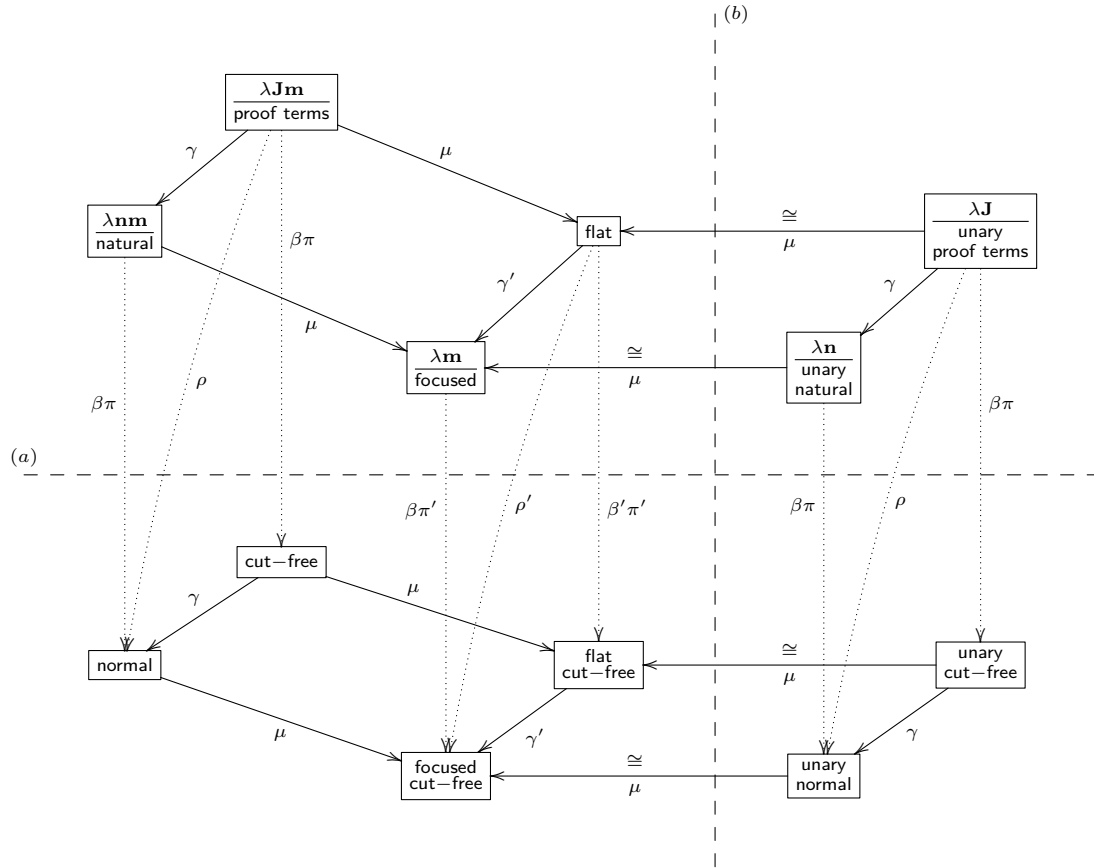 (b)
λJm
proof terms
γ
μ
λnm
natural
βπ
flat
≅
μ
λJ
unary
proof terms
γ′
γ
μ
λm
focused
≅
μ
λn
unary
natural
ρ
βπ
βπ
(a)
βπ′
ρ′
β′π′
βπ
ρ
cut−free
γ
μ
normal
flat
cut−free
≅
μ
unary
cut−free
μ
γ′
γ
focused
cut−free
≅
μ
unary
normal